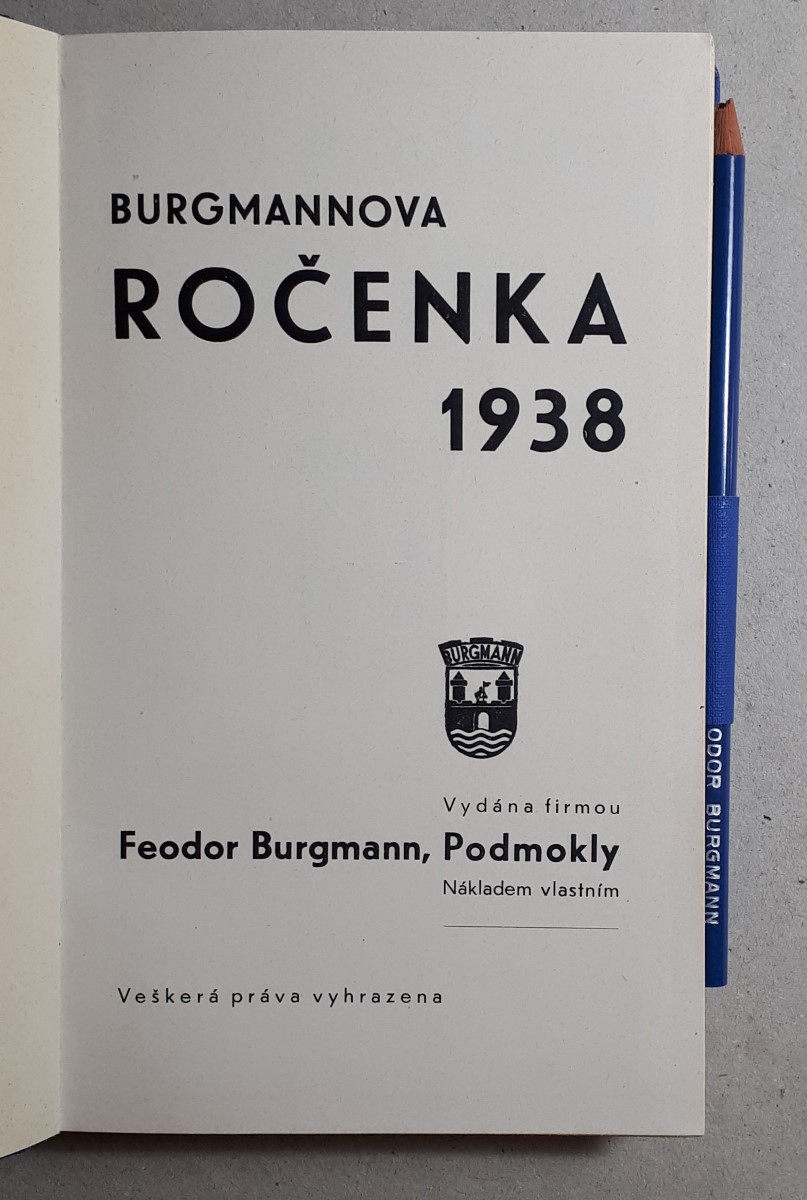 BURGMANNOVA
ROČENKA
1938
BURGMANN
Vydána firmou
Feodor Burgmann, Podmokly
Nákladem vlastním
Veškerá práva vyhrazena
ODOR BURGMANN